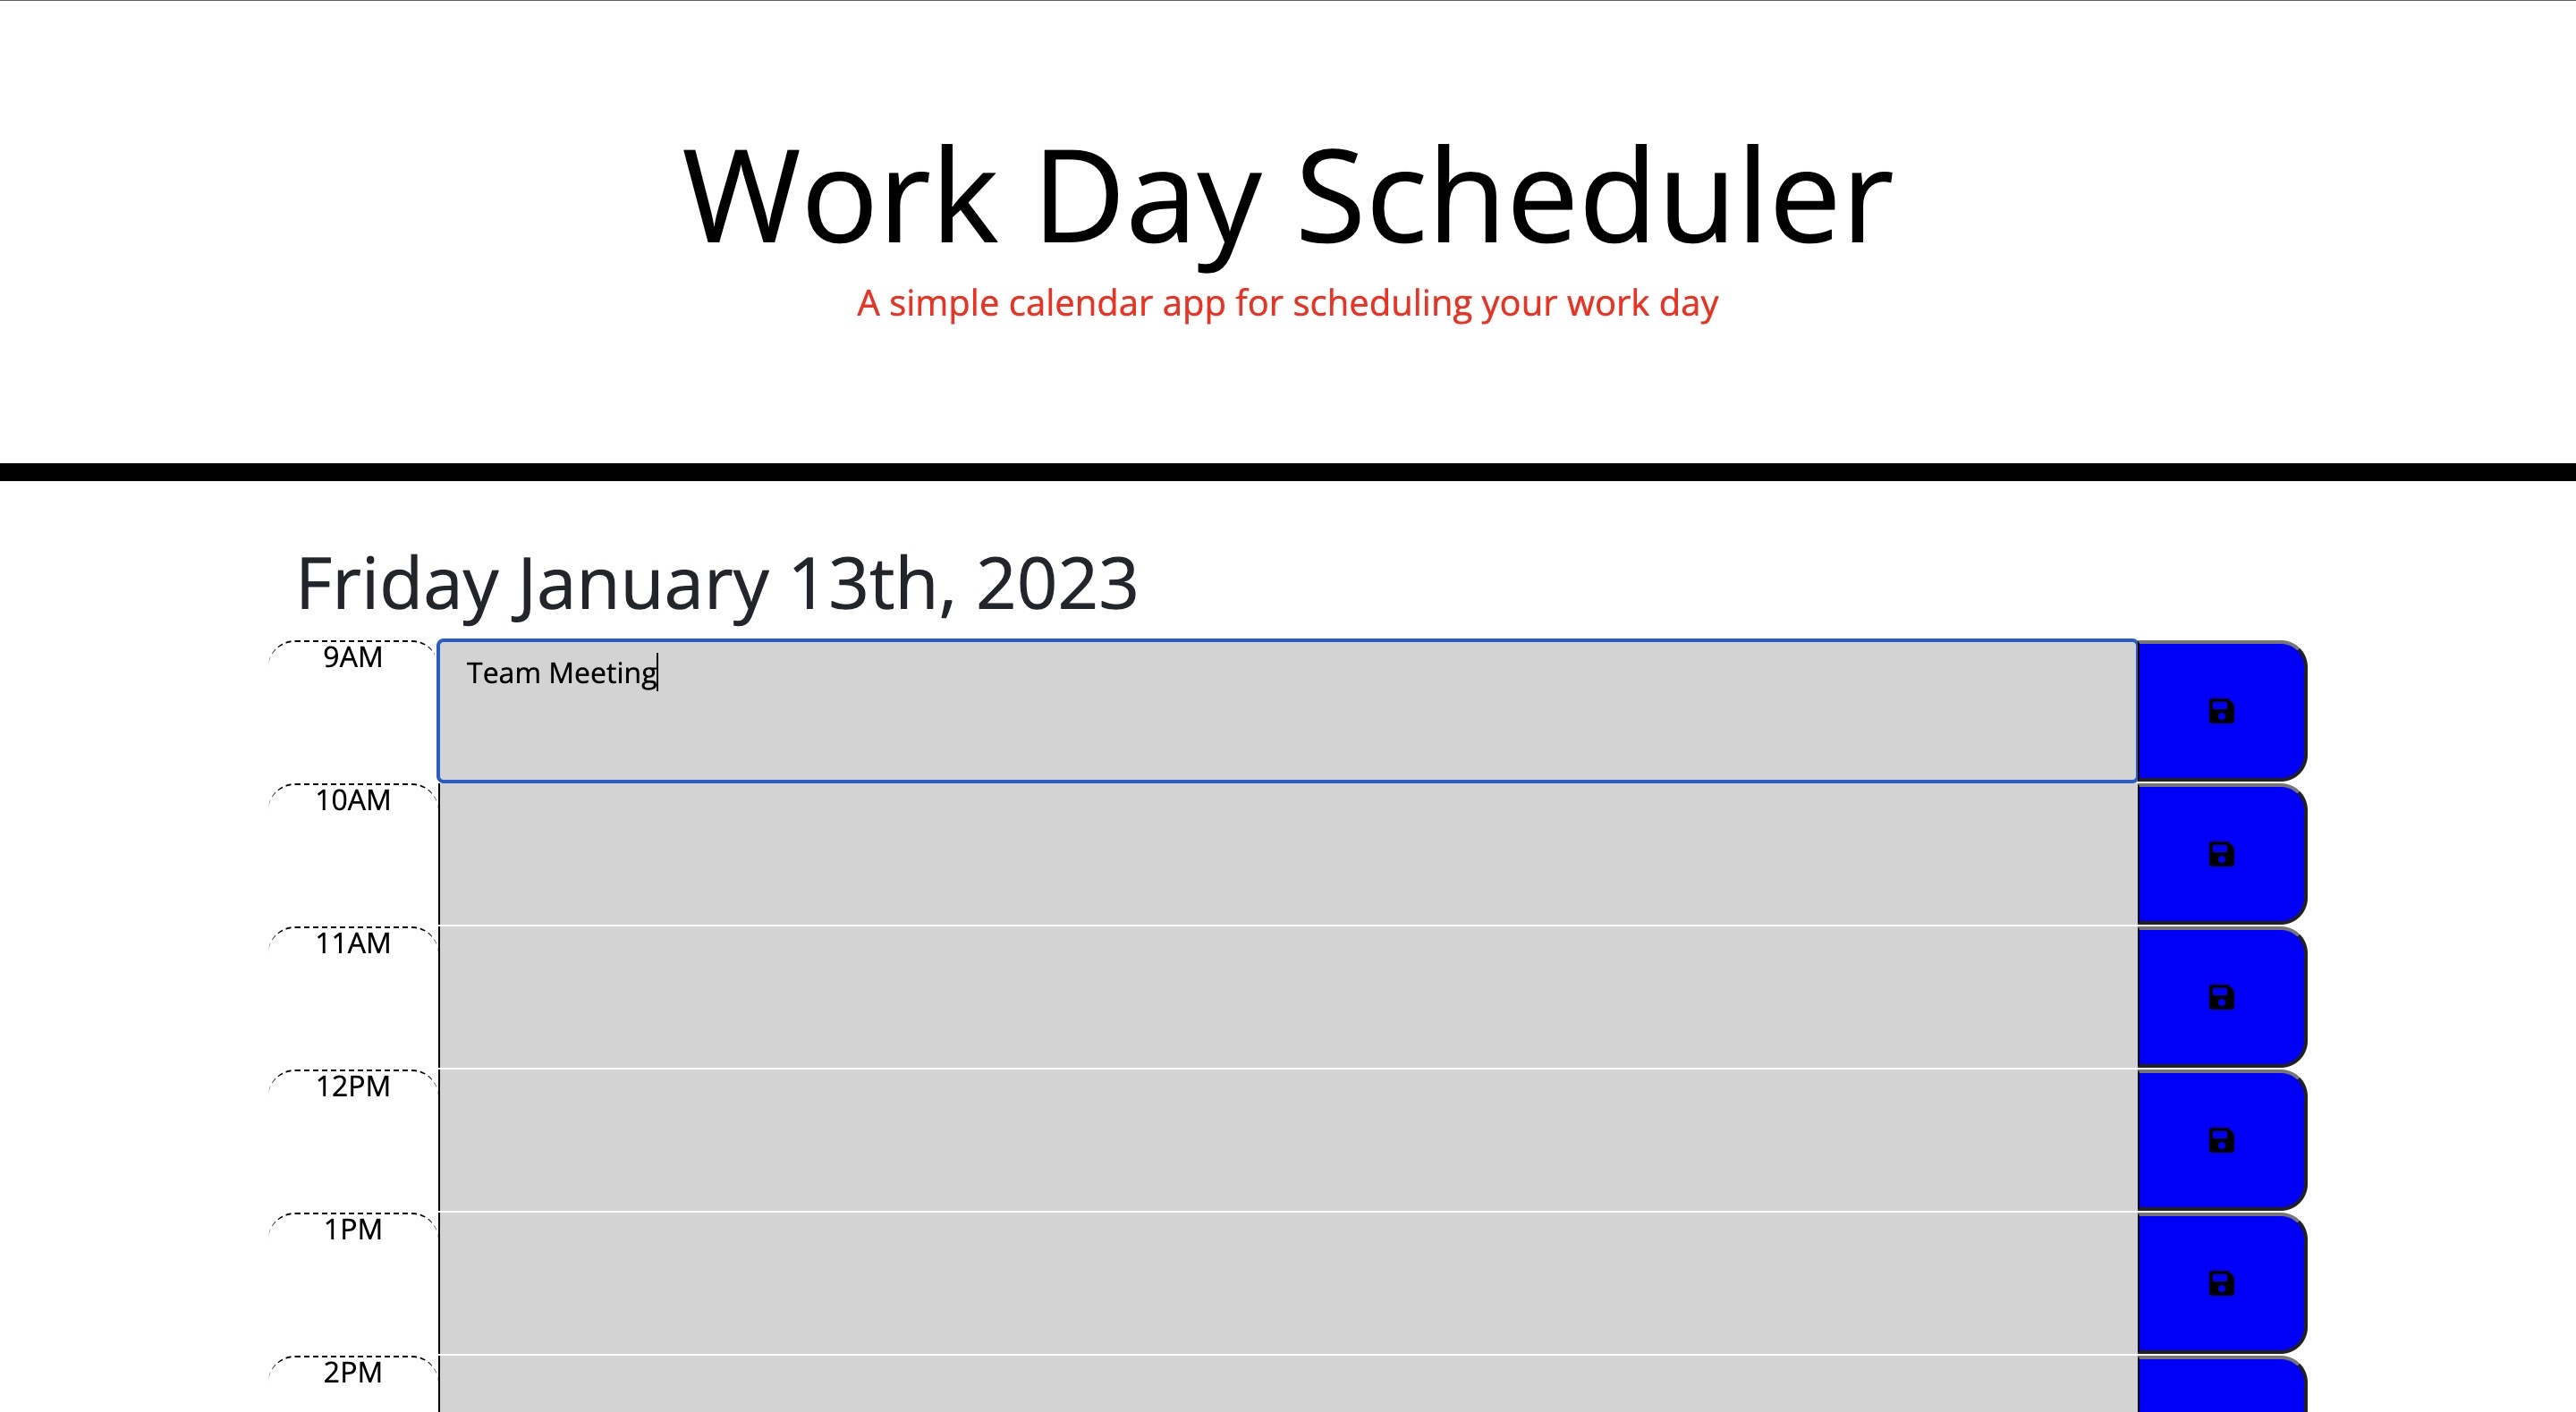 Work Day Scheduler
A simple calendar app for scheduling your work day
Friday January 13th, 2023
9AM
Team Meeting
10AM
11AM
12PM
1PM
2PM